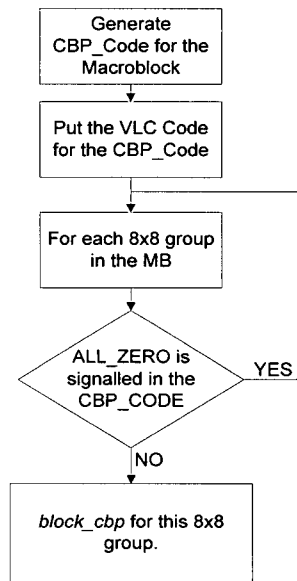 Generate
CBP_Code for the
Macroblock
Put the VLC Code
for the CBP_Code
For each 8x8 group
in the MB
ALL_ZERO is
signalled in the
CBP_CODE
YES
NO
block_cbp for this 8x8
group.